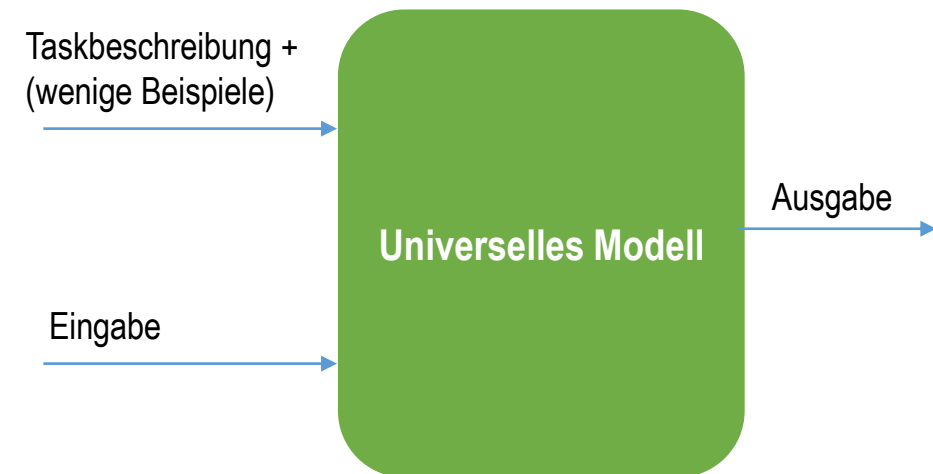 Taskbeschreibung +
(wenige Beispiele)
Universelles Modell
Ausgabe
Eingabe